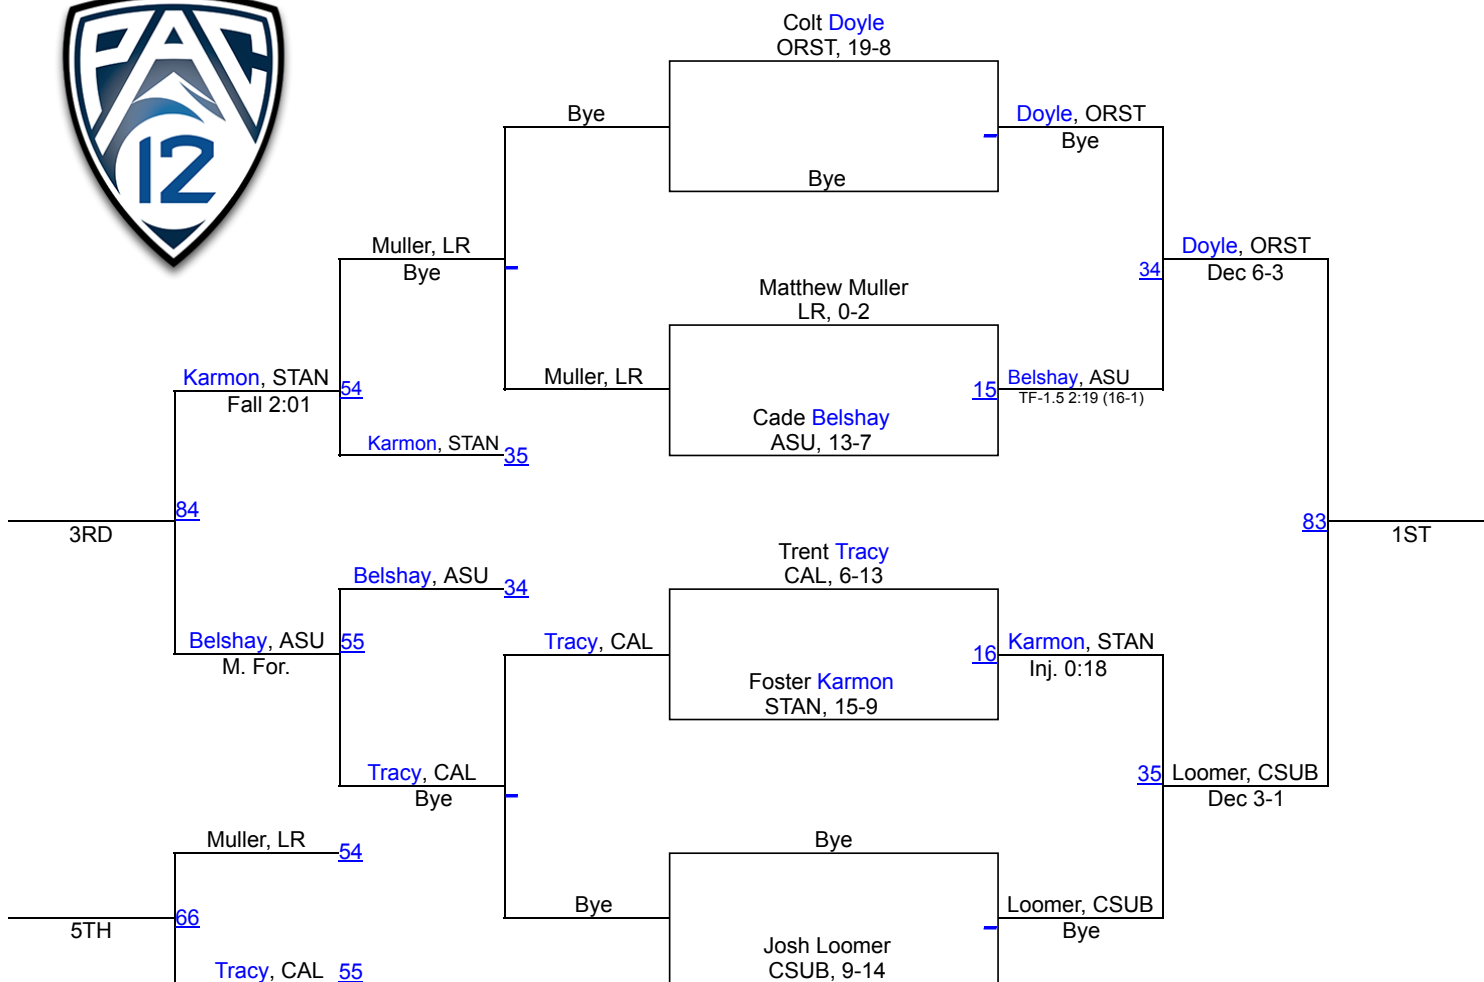 PAC
12
Colt Doyle
ORST, 19-8
Bye
Doyle, ORST
Bye
Bye
Muller, LR
Bye
Doyle, ORST
34
Dec 6-3
Matthew Muller
LR, 0-2
Karmon, STAN
54
Fall 2:01
Muller, LR
15
Belshay, ASU
TF-1.5 2:19 (16-1)
Cade Belshay
ASU, 13-7
Karmon, STAN
35
84
3RD
83
1ST
Trent Tracy
CAL, 6-13
Belshay, ASU
34
Belshay, ASU
55
M. For.
Tracy, CAL
16
Karmon, STAN
Inj. 0:18
Foster Karmon
STAN, 15-9
Tracy, CAL
Bye
35
Loomer, CSUB
Dec 3-1
Muller, LR
54
Bye
66
5TH
Bye
Loomer, CSUB
Bye
Josh Loomer
CSUB, 9-14
Tracy, CAL
55